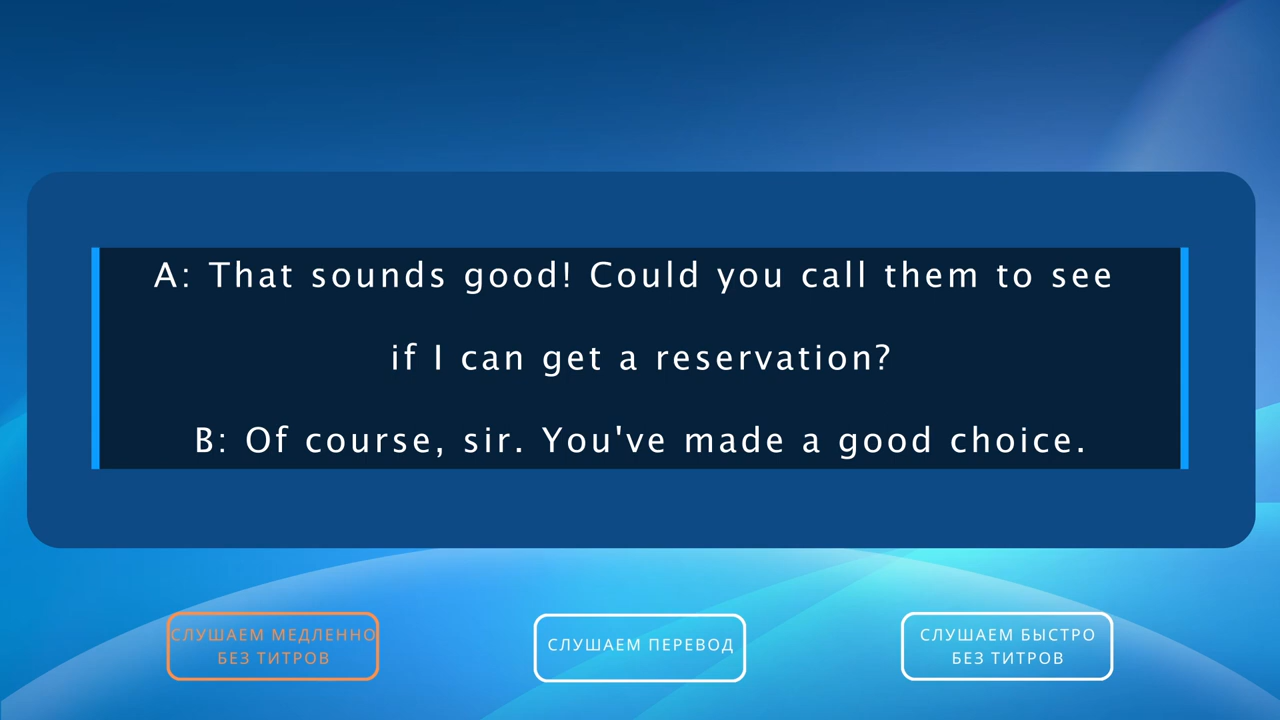 A: That sounds good! Could you call them to see
if I can get a reservation?
B: Of course, sir. You've made a good choice.
СЛУШАЕМ МЕДЛЕННО
БЕЗ ТИТРОВ
СЛУШАЕМ ПЕРЕВОД
СЛУШАЕМ БЫСТРО
БЕЗ ТИТРОВ